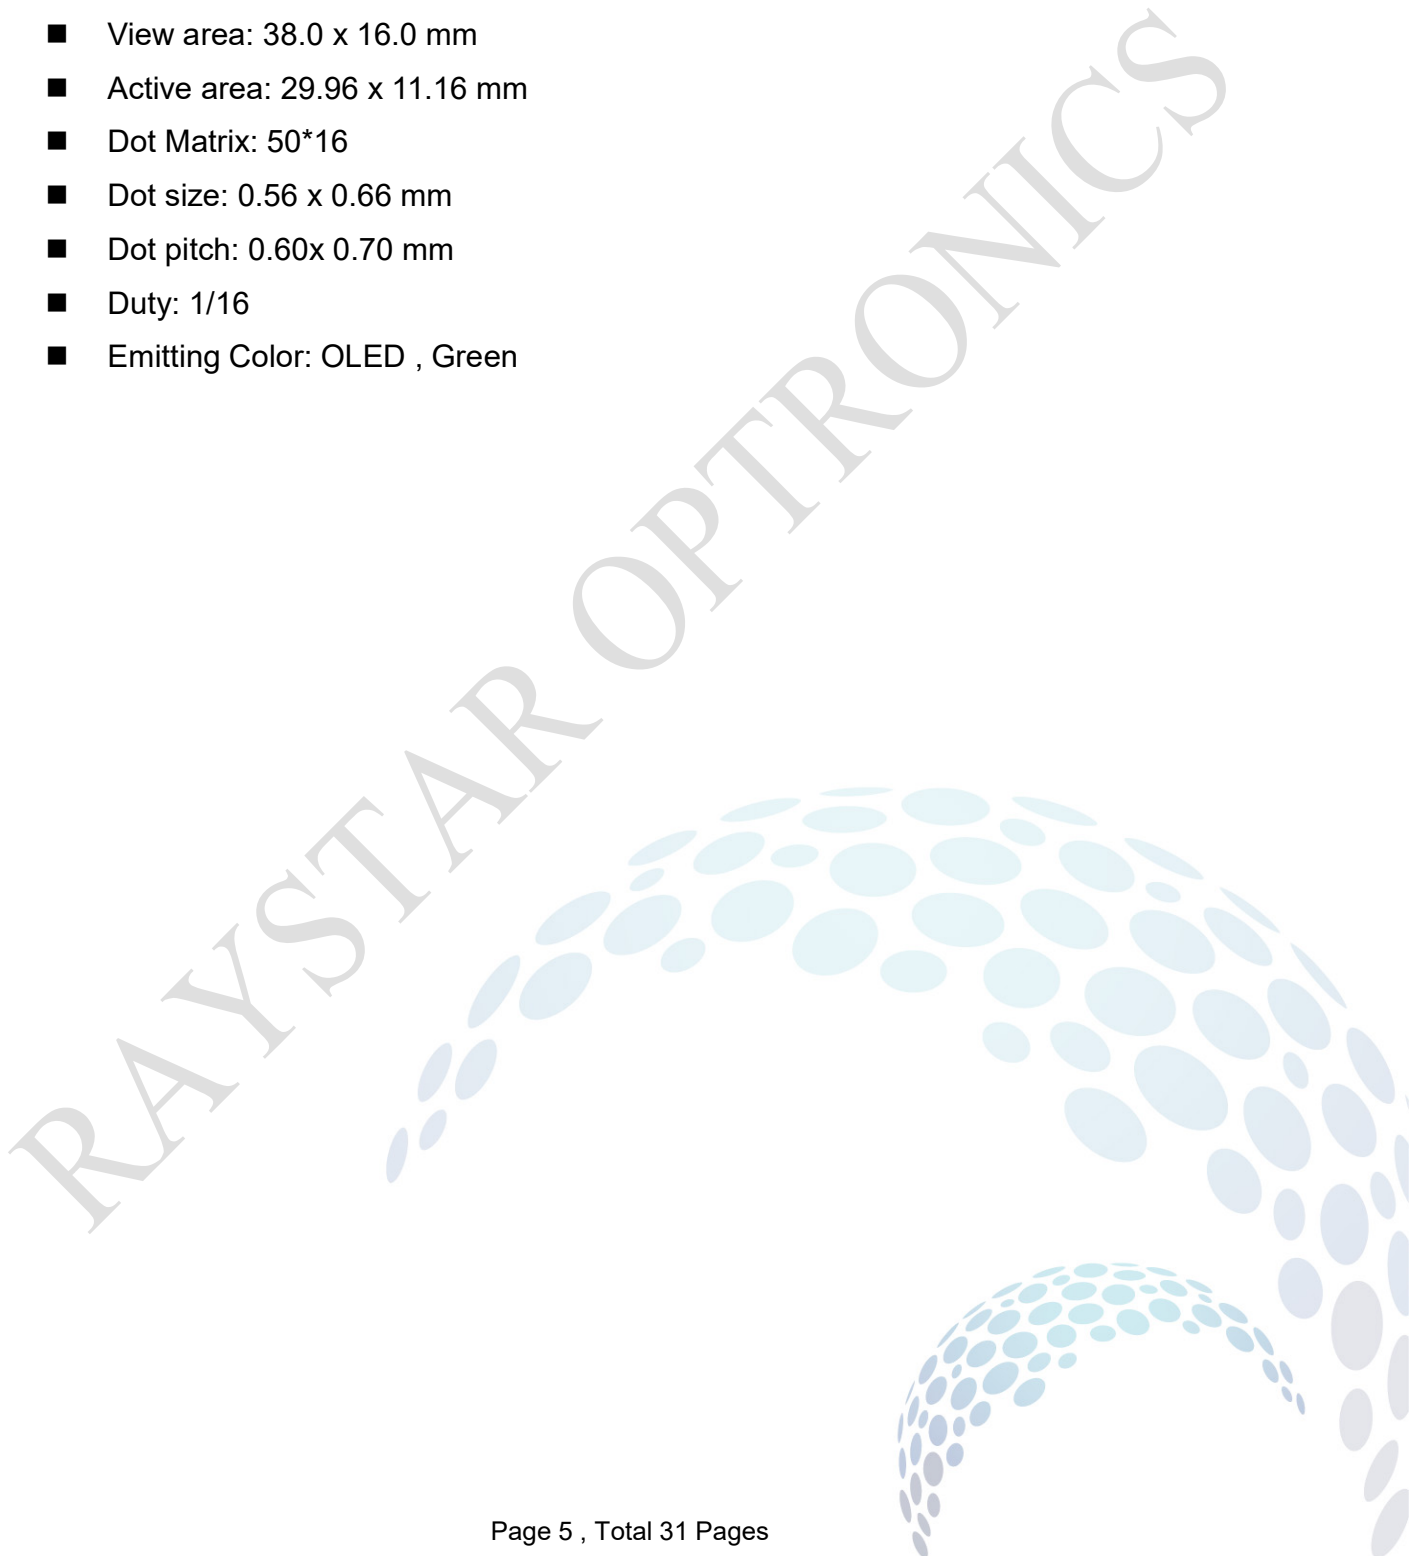 ■ View area: 38.0 x 16.0 mm
■ Active area: 29.96 x 11.16 mm
■ Dot Matrix: 50*16
■ Dot size: 0.56 x 0.66 mm
■ Dot pitch: 0.60x 0.70 mm
■ Duty: 1/16
■ Emitting Color: OLED , Green
RAYSTAR OPTRONICS
Page 5 , Total 31 Pages